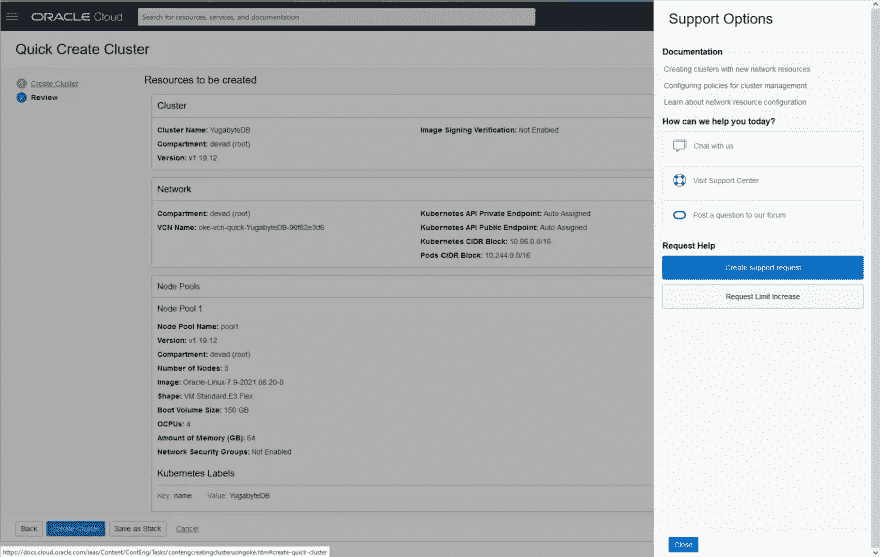 ORACLE Cloud
Search for resources, services, and documentation
Quick Create Cluster
Create Cluster
Review
Resources to be created
Cluster
Cluster Name: YugabyteDB
Compartment: devad (root)
Version: v1.19.12
Image Signing Verification: Not Enabled
Network
Compartment: devad (root)
VCN Name: oke-vcn-quick-YugabyteDB-99f82e3d6
Kubernetes API Private Endpoint: Auto Assigned
Kubernetes API Public Endpoint: Auto Assigned
Kubernetes CIDR Block: 10.96.0.0/16
Pods CIDR Block: 10.244.0.0/16
Node Pools
Node Pool 1
Node Pool Name: pool1
Version: v1.19.12
Compartment: devad (root)
Number of Nodes: 3
Image: Oracle-Linux-7.9-2021.06.20-0
Shape: VM.Standard.E3.Flex
Boot Volume Size: 150 GB
OCPUs: 4
Amount of Memory (GB): 64
Network Security Groups: Not Enabled
Kubernetes Labels
Key: name Value: YugabyteDB
Back
Create Cluster
Save as Stack
Cancel
https://docs.cloud.oracle.com/iaas/Content/ContEng/Tasks/contengcreatingclusterusingoke.htm#create-quick-cluster
Support Options
Documentation
Creating clusters with new network resources
Configuring policies for cluster management
Learn about network resource configuration
How can we help you today?
Chat with us
Visit Support Center
Post a question to our forum
Request Help
Create support request
Request Limit Increase
Close